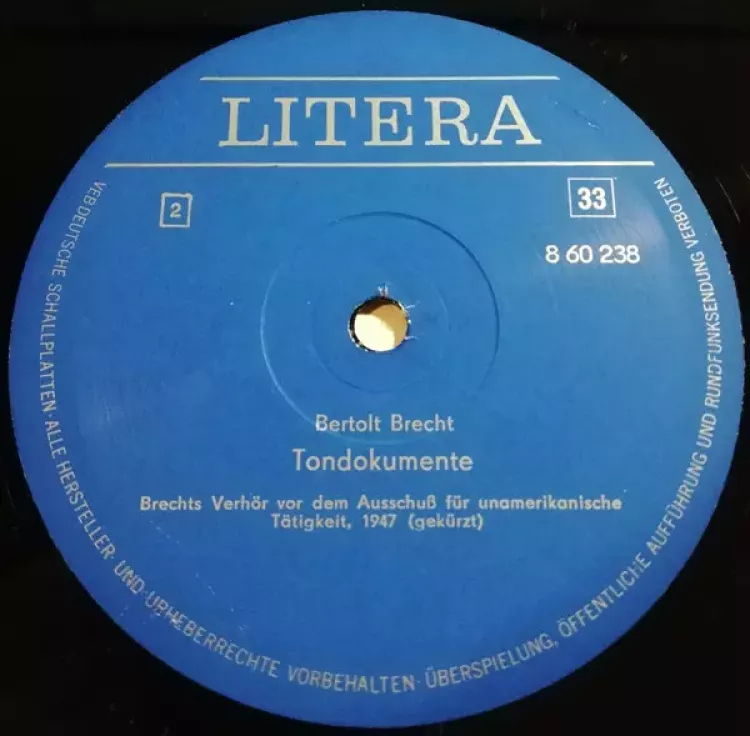 LITERA
2
33
8 60 238
Bertolt Brecht
Tondokumente
Brechts Verhör vor dem Ausschuß für unamerikanische
Tätigkeit, 1947 (gekürzt)
VEB DEUTSCHE SCHALLPLATTEN · ALLE HERSTELLER- UND URHEBERRECHTE VORBEHALTEN · ÜBERSPIELUNG, ÖFFENTLICHE AUFFÜHRUNG UND RUNDFUNKSENDUNG VERBOTEN